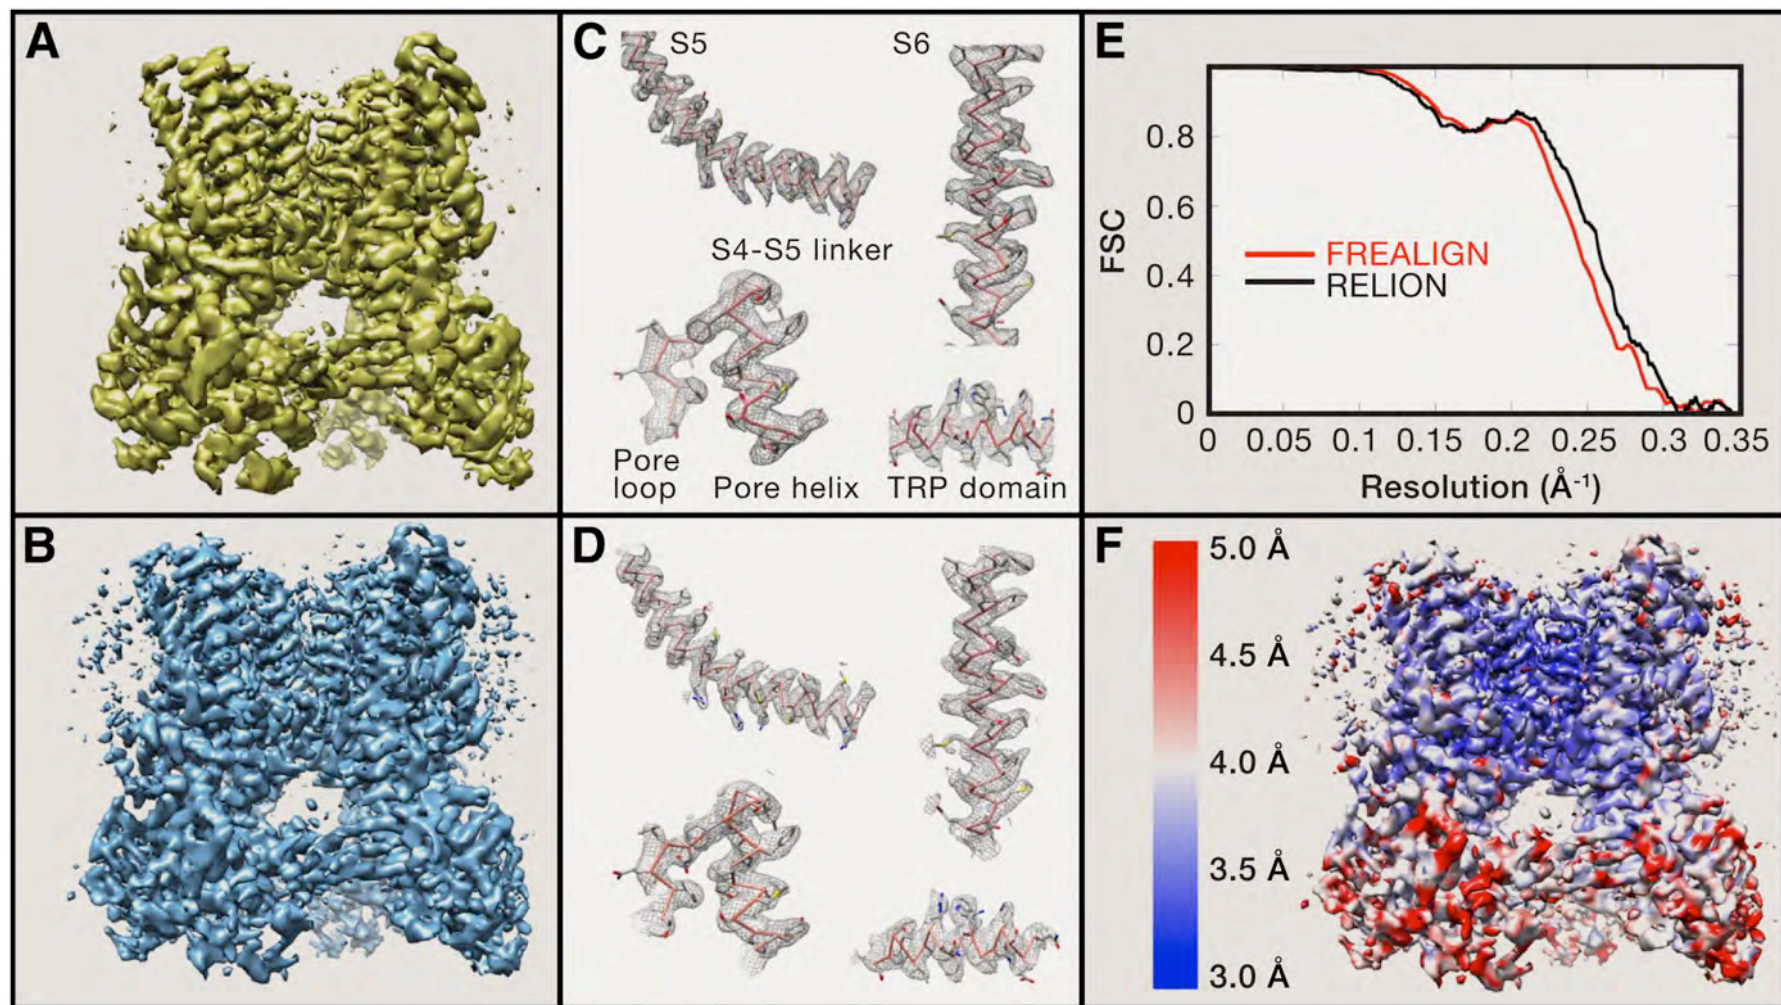 A
B
C
S5
S6
S4-S5 linker
Pore
loop
Pore helix
TRP domain
D
E
FSC
0.8
0.6
0.4
0.2
0
FREALIGN
RELION
0
0.05
0.1
0.15
0.2
0.25
0.3
0.35
Resolution (Å⁻¹)
F
5.0 Å
4.5 Å
4.0 Å
3.5 Å
3.0 Å